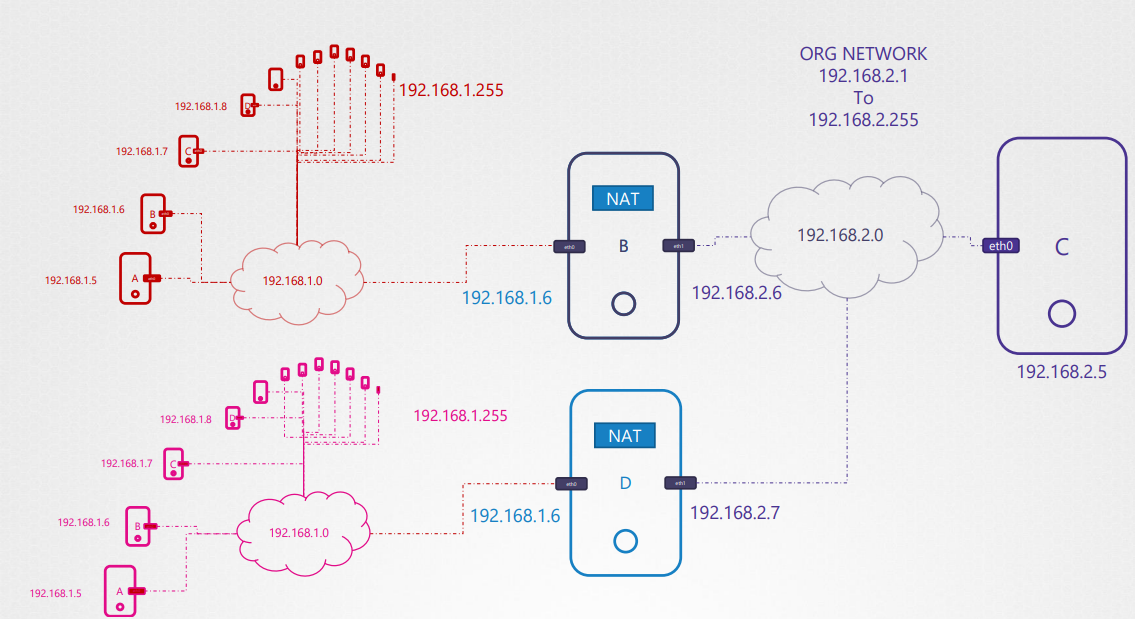 ORG NETWORK
192.168.2.1
To
192.168.2.255
192.168.1.255
192.168.1.8
D
192.168.1.7
C
192.168.1.6
B
192.168.1.5
A
192.168.1.0
NAT
eth0
B
eth1
192.168.1.6
192.168.2.6
192.168.2.0
eth0
C
192.168.2.5
192.168.1.255
192.168.1.8
D
192.168.1.7
C
192.168.1.6
B
192.168.1.5
A
192.168.1.0
NAT
eth0
D
eth1
192.168.1.6
192.168.2.7